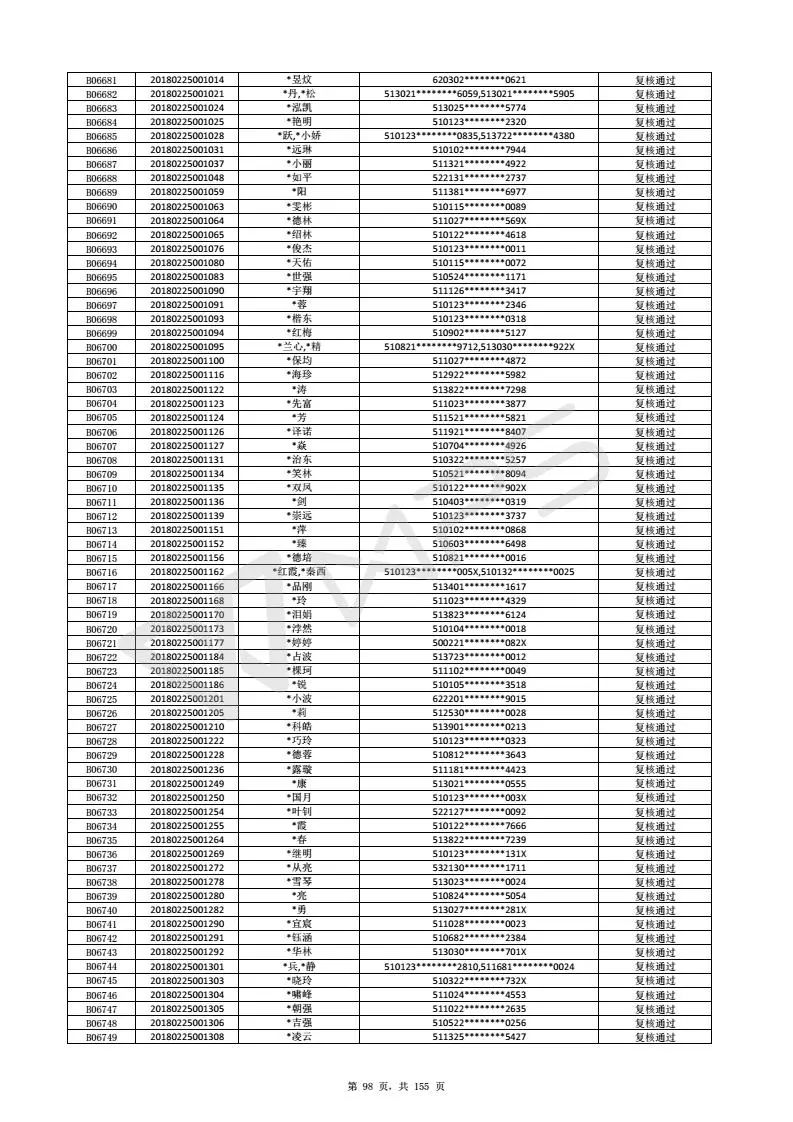 B06681 20180225001014 *昱炆 620302********0621 复核通过
B06682 20180225001021 *丹,*松 513021********6059,513021********5905 复核通过
B06683 20180225001024 *泓凯 513025********5774 复核通过
B06684 20180225001025 *艳明 510123********2320 复核通过
B06685 20180225001028 *跃,*小娇 510123********0835,513722********4380 复核通过
B06686 20180225001031 *远琳 510102********7944 复核通过
B06687 20180225001037 *小丽 511321********4922 复核通过
B06688 20180225001048 *如平 522131********2737 复核通过
B06689 20180225001059 *阳 511381********6977 复核通过
B06690 20180225001063 *雯彬 510115********0089 复核通过
B06691 20180225001064 *德林 511027********569X 复核通过
B06692 20180225001065 *绍林 510122********4618 复核通过
B06693 20180225001076 *俊杰 510123********0011 复核通过
B06694 20180225001080 *天佑 510115********0072 复核通过
B06695 20180225001083 *世强 510524********1171 复核通过
B06696 20180225001090 *宇翔 511126********3417 复核通过
B06697 20180225001091 *蓉 510123********2346 复核通过
B06698 20180225001093 *楷东 510123********0318 复核通过
B06699 20180225001094 *红梅 510902********5127 复核通过
B06700 20180225001095 *兰心,*精 510821********9712,513030********922X 复核通过
B06701 20180225001100 *保均 511027********4872 复核通过
B06702 20180225001116 *海珍 512922********5982 复核通过
B06703 20180225001122 *涛 513822********7298 复核通过
B06704 20180225001123 *先富 511023********3877 复核通过
B06705 20180225001124 *芳 511521********5821 复核通过
B06706 20180225001126 *译诺 511921********8407 复核通过
B06707 20180225001127 *焱 510704********4926 复核通过
B06708 20180225001131 *治东 510322********5257 复核通过
B06709 20180225001134 *笑林 510521********8094 复核通过
B06710 20180225001135 *双凤 510122********902X 复核通过
B06711 20180225001136 *剑 510403********0319 复核通过
B06712 20180225001139 *崇远 510123********3737 复核通过
B06713 20180225001151 *萍 510102********0868 复核通过
B06714 20180225001152 *臻 510603********6498 复核通过
B06715 20180225001156 *德培 510821********0016 复核通过
B06716 20180225001162 *红霞,*秦西 510123********005X,510132********0025 复核通过
B06717 20180225001166 *品刚 513401********1617 复核通过
B06718 20180225001168 *玲 511023********4329 复核通过
B06719 20180225001170 *泪娟 513823********6124 复核通过
B06720 20180225001173 *浡然 510104********0018 复核通过
B06721 20180225001177 *婷婷 500221********082X 复核通过
B06722 20180225001184 *占波 513723********0012 复核通过
B06723 20180225001185 *棵珂 511102********0049 复核通过
B06724 20180225001186 *锐 510105********3518 复核通过
B06725 20180225001201 *小波 622201********9015 复核通过
B06726 20180225001205 *莉 512530********0028 复核通过
B06727 20180225001210 *科皓 513901********0213 复核通过
B06728 20180225001222 *巧玲 510123********0323 复核通过
B06729 20180225001228 *德蓉 510812********3643 复核通过
B06730 20180225001236 *露璇 511181********4423 复核通过
B06731 20180225001249 *康 513021********0555 复核通过
B06732 20180225001250 *国月 510123********003X 复核通过
B06733 20180225001254 *叶钊 522127********0092 复核通过
B06734 20180225001255 *霞 510122********7666 复核通过
B06735 20180225001264 *春 513822********7239 复核通过
B06736 20180225001269 *继明 510123********131X 复核通过
B06737 20180225001272 *从亮 532130********1711 复核通过
B06738 20180225001278 *雪琴 513023********0024 复核通过
B06739 20180225001280 *亮 510824********5054 复核通过
B06740 20180225001282 *勇 513027********281X 复核通过
B06741 20180225001290 *宜宸 511028********0023 复核通过
B06742 20180225001291 *钰涵 510682********2384 复核通过
B06743 20180225001292 *华林 513030********701X 复核通过
B06744 20180225001301 *兵,*静 510123********2810,511681********0024 复核通过
B06745 20180225001303 *晓玲 510322********732X 复核通过
B06746 20180225001304 *啸峰 511024********4553 复核通过
B06747 20180225001305 *朝强 511022********2635 复核通过
B06748 20180225001306 *吉强 510522********0256 复核通过
B06749 20180225001308 *凌云 511325********5427 复核通过
第 98 页，共 155 页